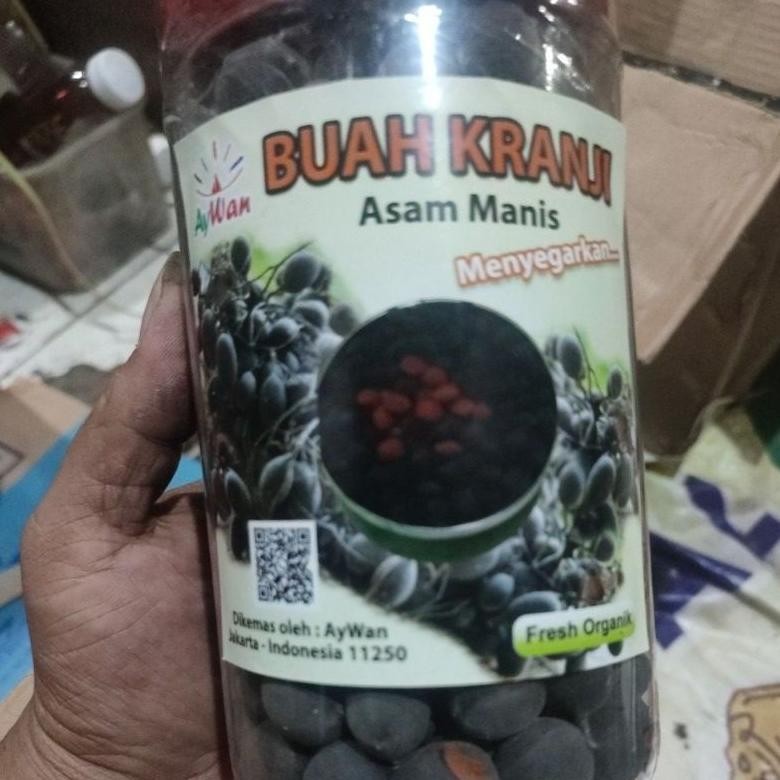 AyWan
BUAH KRANJI
Asam Manis
Menyegarkan...
Dikemas oleh : AyWan
Jakarta - Indonesia 11250
Fresh Organik